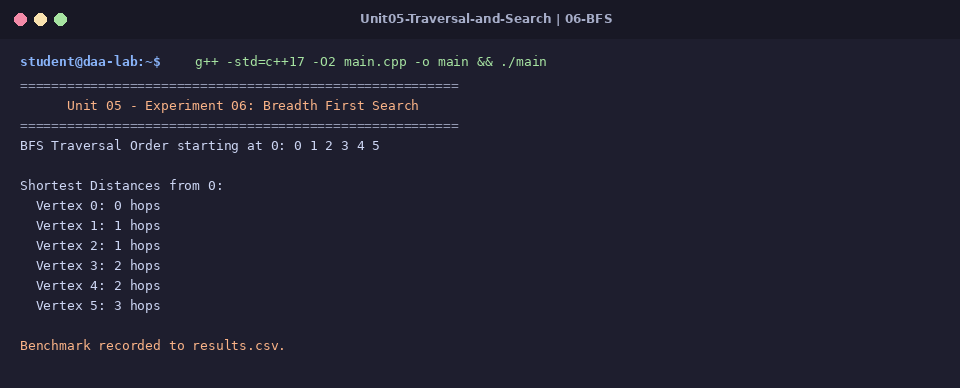 Unit05-Traversal-and-Search | 06-BFS
student@daa-lab:~$ g++ -std=c++17 -O2 main.cpp -o main && ./main
========================================================
Unit 05 - Experiment 06: Breadth First Search
========================================================
BFS Traversal Order starting at 0: 0 1 2 3 4 5
Shortest Distances from 0:
Vertex 0: 0 hops
Vertex 1: 1 hops
Vertex 2: 1 hops
Vertex 3: 2 hops
Vertex 4: 2 hops
Vertex 5: 3 hops
Benchmark recorded to results.csv.